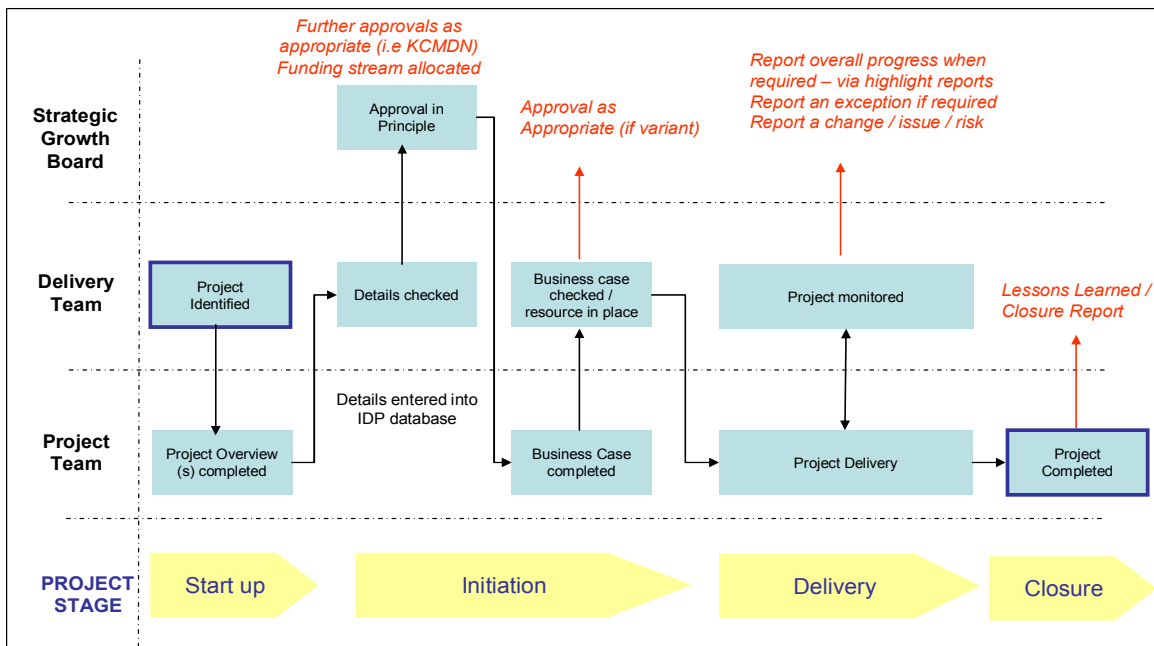 Further approvals as
appropriate (i.e KCMDN)
Funding stream allocated
Report overall progress when
required – via highlight reports
Report an exception if required
Report a change / issue / risk
Strategic
Growth
Board
Approval in
Principle
Approval as
Appropriate (if variant)
Delivery
Team
Project
Identified
Details checked
Business case
checked /
resource in place
Project monitored
Lessons Learned /
Closure Report
Details entered into
IDP database
Project
Team
Project Overview
(s) completed
Business Case
completed
Project Delivery
Project
Completed
PROJECT
STAGE
Start up
Initiation
Delivery
Closure